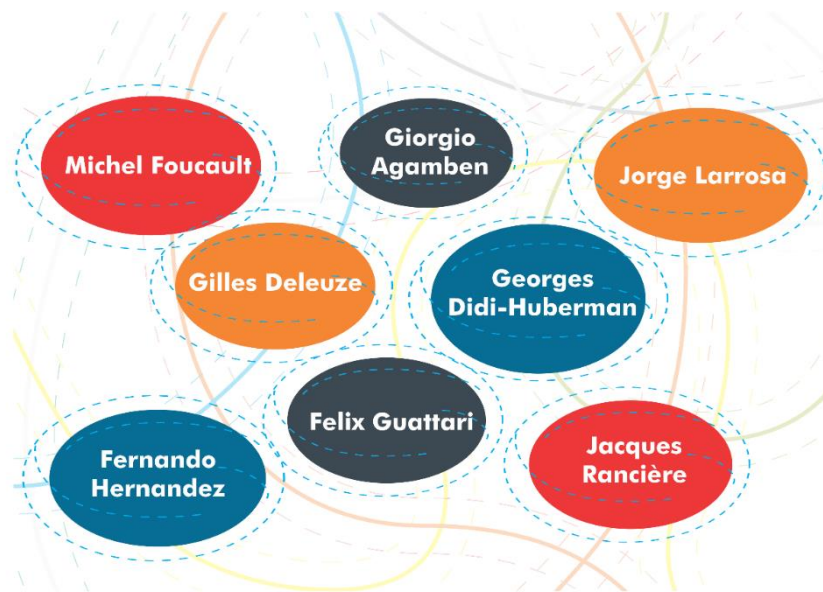 Michel Foucault
Giorgio
Agamben
Jorge Larrosa
Gilles Deleuze
Georges
Didi-Huberman
Felix Guattari
Fernando
Hernandez
Jacques
Rancière